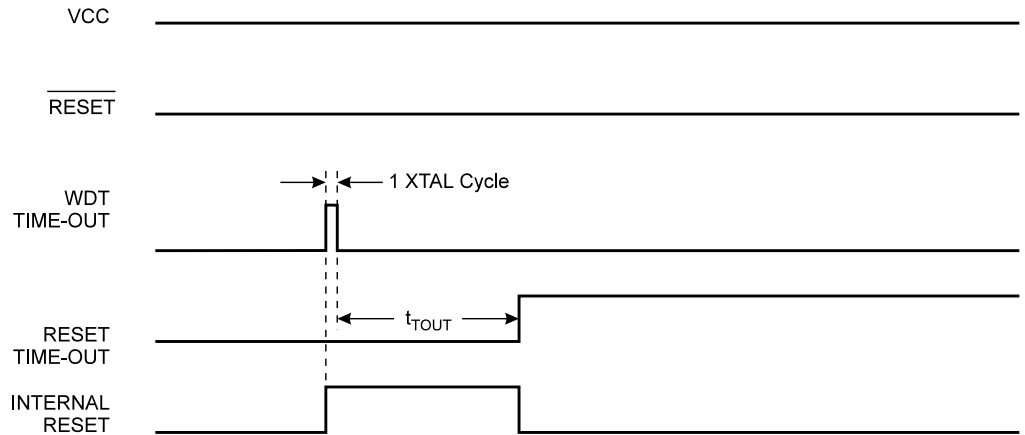 VCC
RESET
1 XTAL Cycle
WDT
TIME-OUT
tTOUT
RESET
TIME-OUT
INTERNAL
RESET